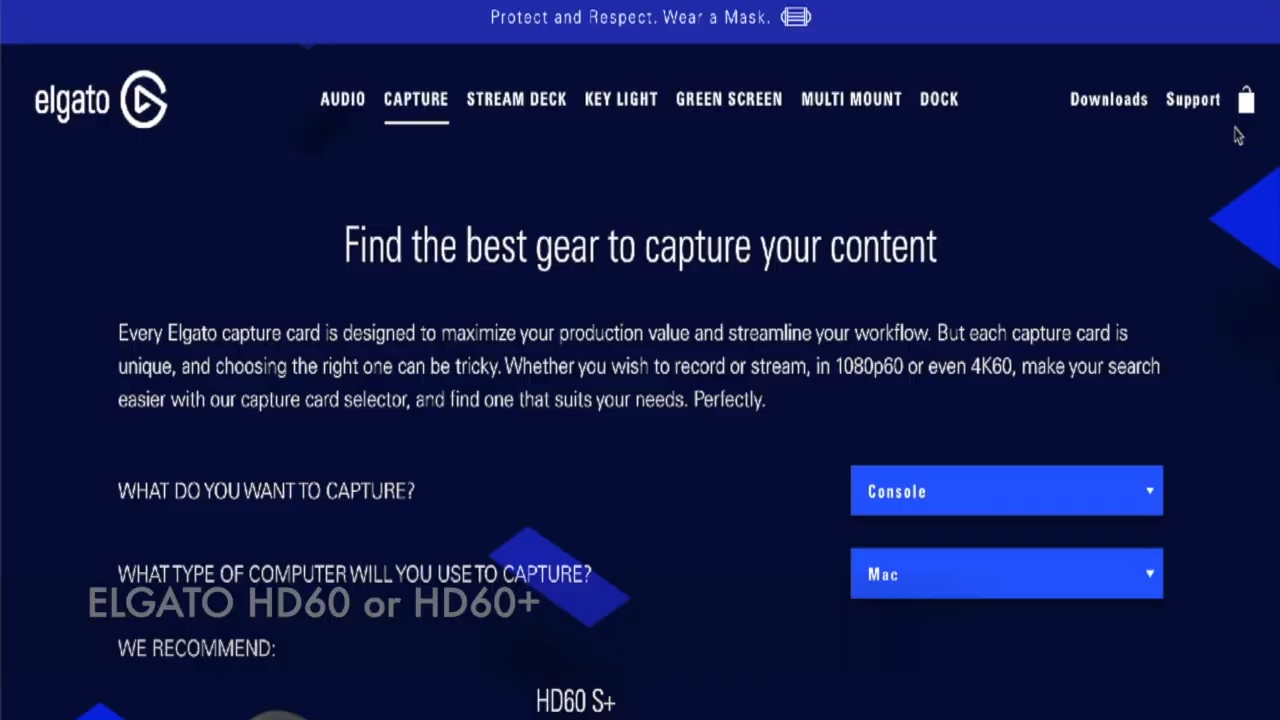 Protect and Respect. Wear a Mask.
elgato
AUDIO CAPTURE STREAM DECK KEY LIGHT GREEN SCREEN MULTI MOUNT DOCK
Downloads Support
Find the best gear to capture your content
Every Elgato capture card is designed to maximize your production value and streamline your workflow. But each capture card is
unique, and choosing the right one can be tricky. Whether you wish to record or stream, in 1080p60 or even 4K60, make your search
easier with our capture card selector, and find one that suits your needs. Perfectly.
WHAT DO YOU WANT TO CAPTURE?
Console
WHAT TYPE OF COMPUTER WILL YOU USE TO CAPTURE?
Mac
ELGATO HD60 or HD60+
WE RECOMMEND:
HD60 S+